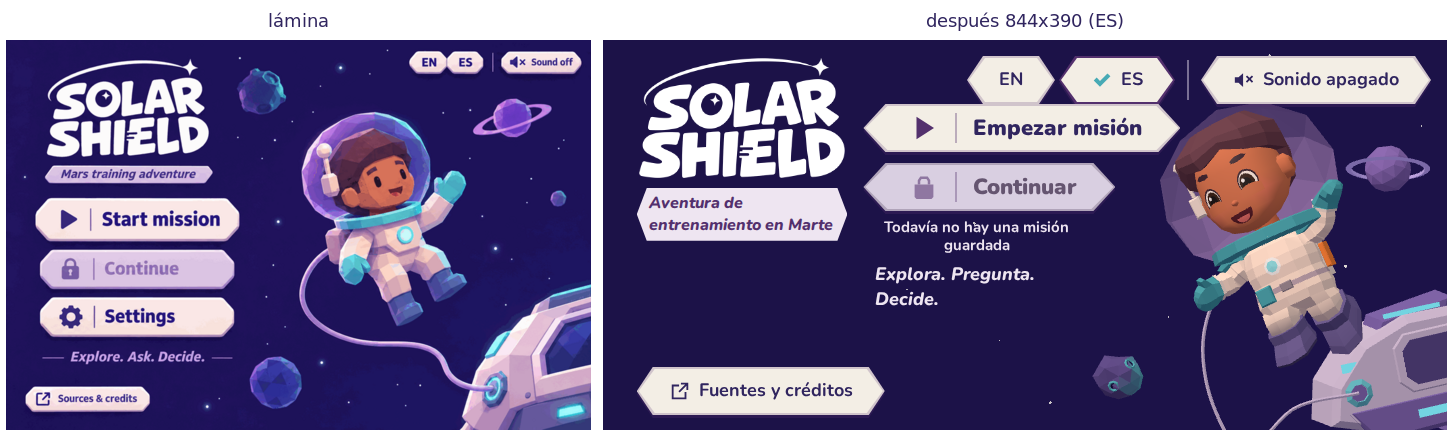 lámina
SOLAR
SHIELD
Mars training adventure
EN ES
Sound off
Start mission
Continue
Settings
Explore. Ask. Decide.
Sources & credits
después 844x390 (ES)
SOLAR
SHIELD
Aventura de
entrenamiento en Marte
EN
ES
Sonido apagado
Empezar misión
Continuar
Todavía no hay una misión
guardada
Explora. Pregunta.
Decide.
Fuentes y créditos